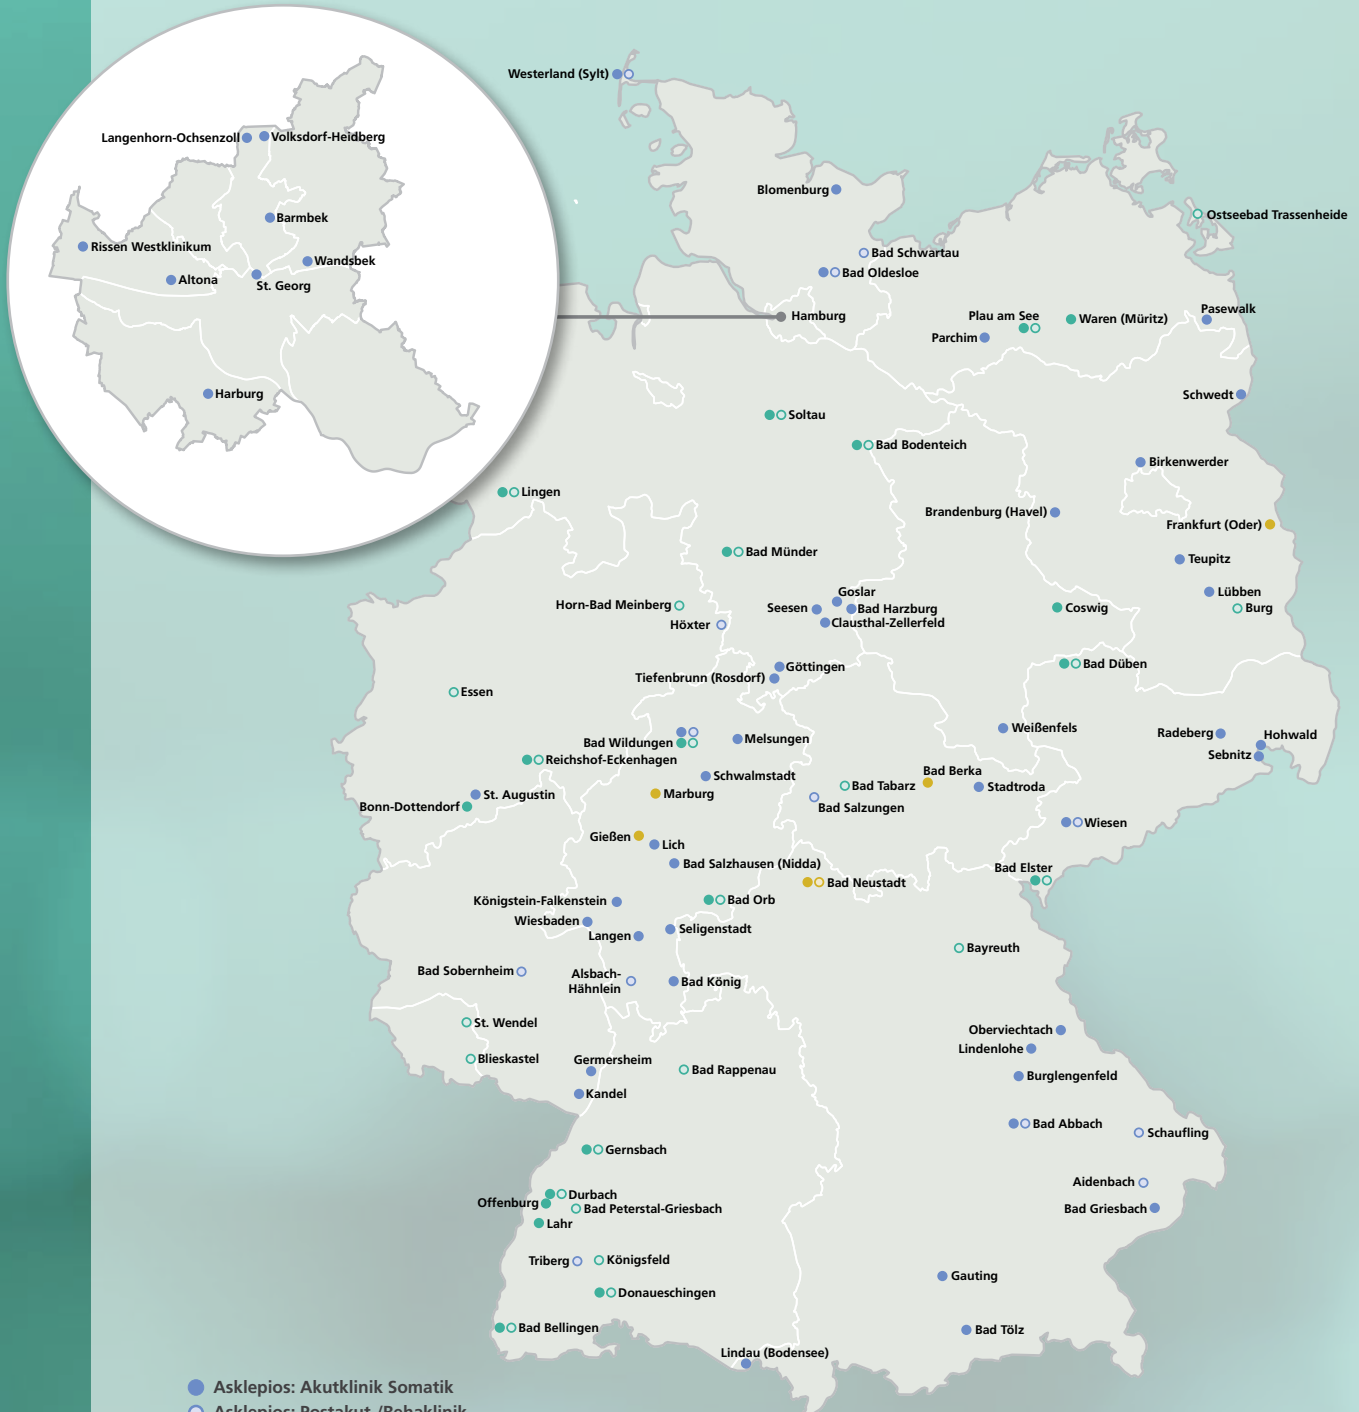 Westerland (Sylt)
Langenhorn-Ochsenzoll
Volksdorf-Heidberg
Barmbek
Rissen Westklinikum
Wandsbek
Altona
St. Georg
Harburg
Blomenburg
Ostseebad Trassenheide
Bad Schwartau
Bad Oldesloe
Hamburg
Plau am See
Waren (Müritz)
Pasewalk
Parchim
Schwedt
Soltau
Bad Bodenteich
Birkenwerder
Lingen
Brandenburg (Havel)
Frankfurt (Oder)
Bad Münder
Teupitz
Goslar
Lübben
Horn-Bad Meinberg
Seesen
Bad Harzburg
Coswig
Burg
Höxter
Clausthal-Zellerfeld
Göttingen
Bad Düben
Tiefenbrunn (Rosdorf)
Essen
Weißenfels
Radeberg
Hohwald
Bad Wildungen
Melsungen
Sebnitz
Reichshof-Eckenhagen
Schwalmstadt
Bad Berka
Bad Tabarz
Stadtroda
Marburg
St. Augustin
Bonn-Dottendorf
Bad Salzungen
Wiesen
Gießen
Lich
Bad Salzhausen (Nidda)
Bad Elster
Bad Neustadt
Königstein-Falkenstein
Bad Orb
Wiesbaden
Langen
Seligenstadt
Bayreuth
Bad Sobernheim
Alsbach-
Hähnlein
Bad König
St. Wendel
Oberviechtach
Lindenlohe
Blieskastel
Germersheim
Bad Rappenau
Burglengenfeld
Kandel
Bad Abbach
Schaufling
Gernsbach
Aidenbach
Durbach
Offenburg
Bad Peterstal-Griesbach
Bad Griesbach
Lahr
Triberg
Königsfeld
Gauting
Donaueschingen
Bad Bellingen
Bad Tölz
Lindau (Bodensee)
Asklepios: Akutklinik Somatik
Asklepios: Postakut-/Rehaklinik